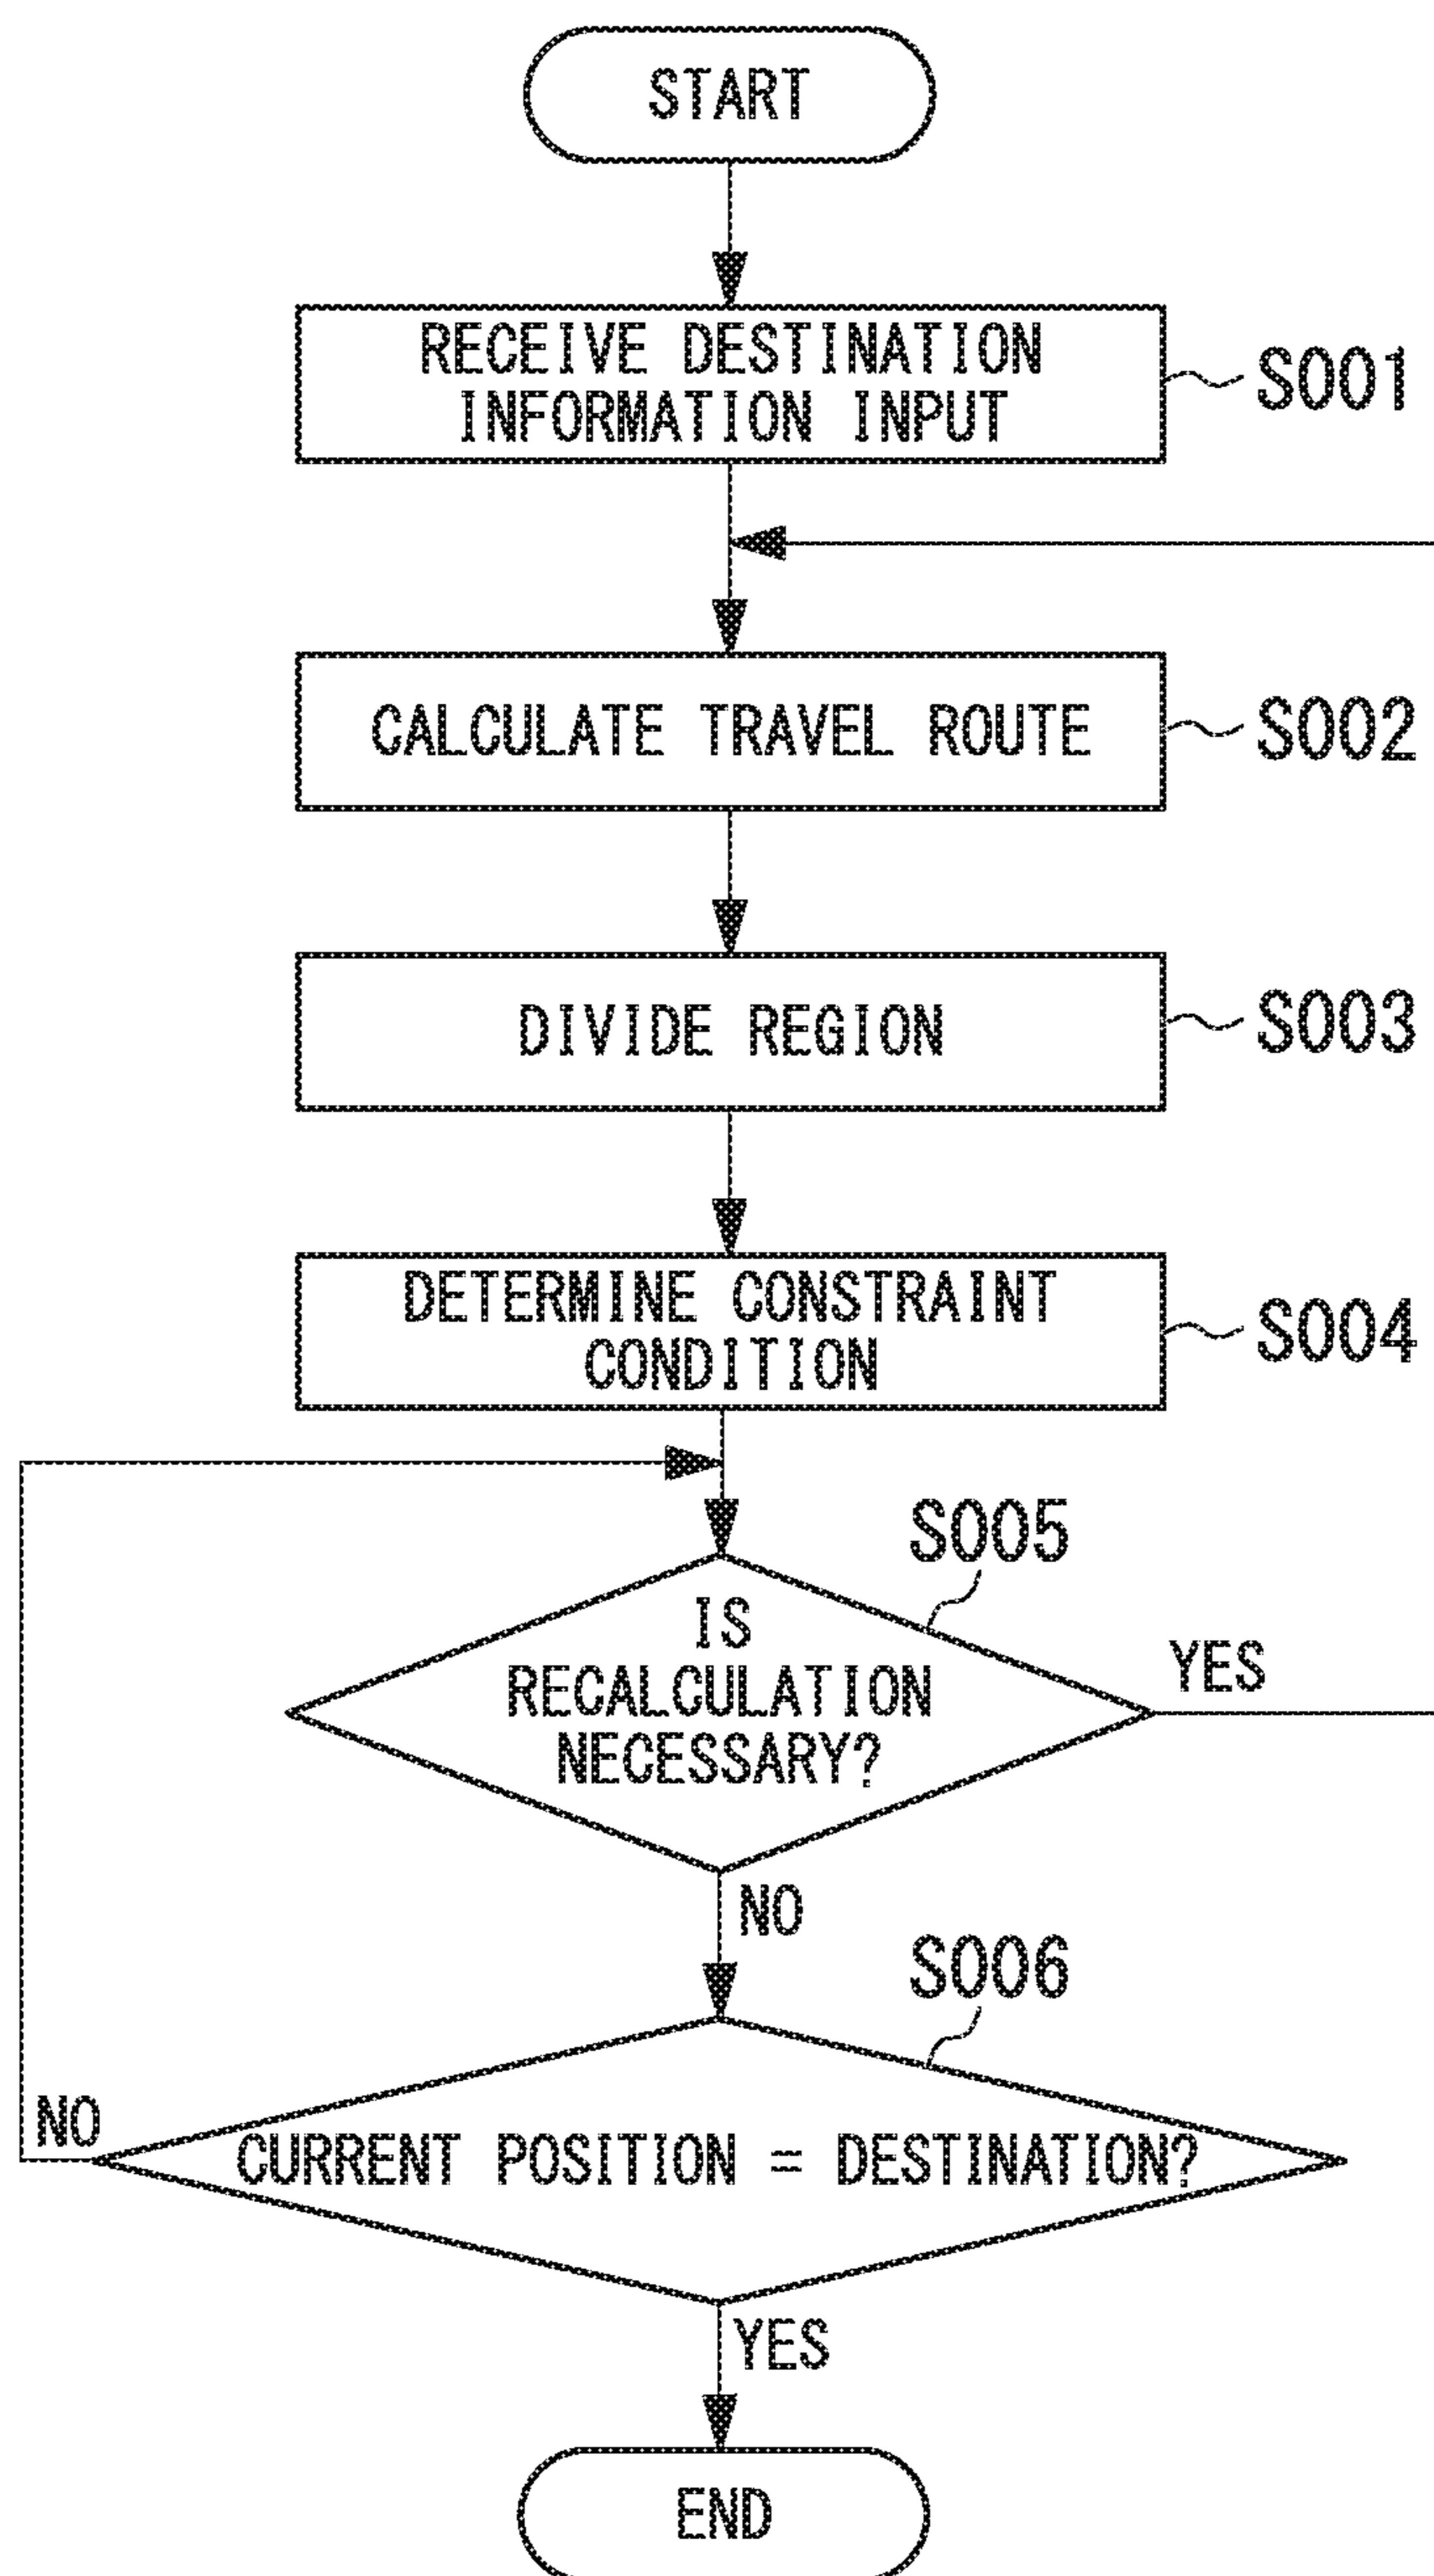 START
RECEIVE DESTINATION
INFORMATION INPUT
S001
CALCULATE TRAVEL ROUTE
S002
DIVIDE REGION
S003
DETERMINE CONSTRAINT
CONDITION
S004
S005
IS
RECALCULATION
NECESSARY?
YES
NO
S006
NO
CURRENT POSITION = DESTINATION?
YES
END